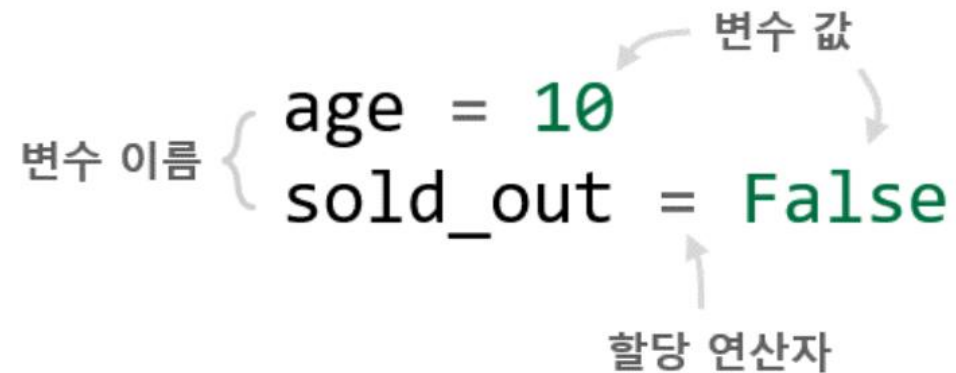 변수 값
age = 10
변수 이름
sold_out = False
할당 연산자